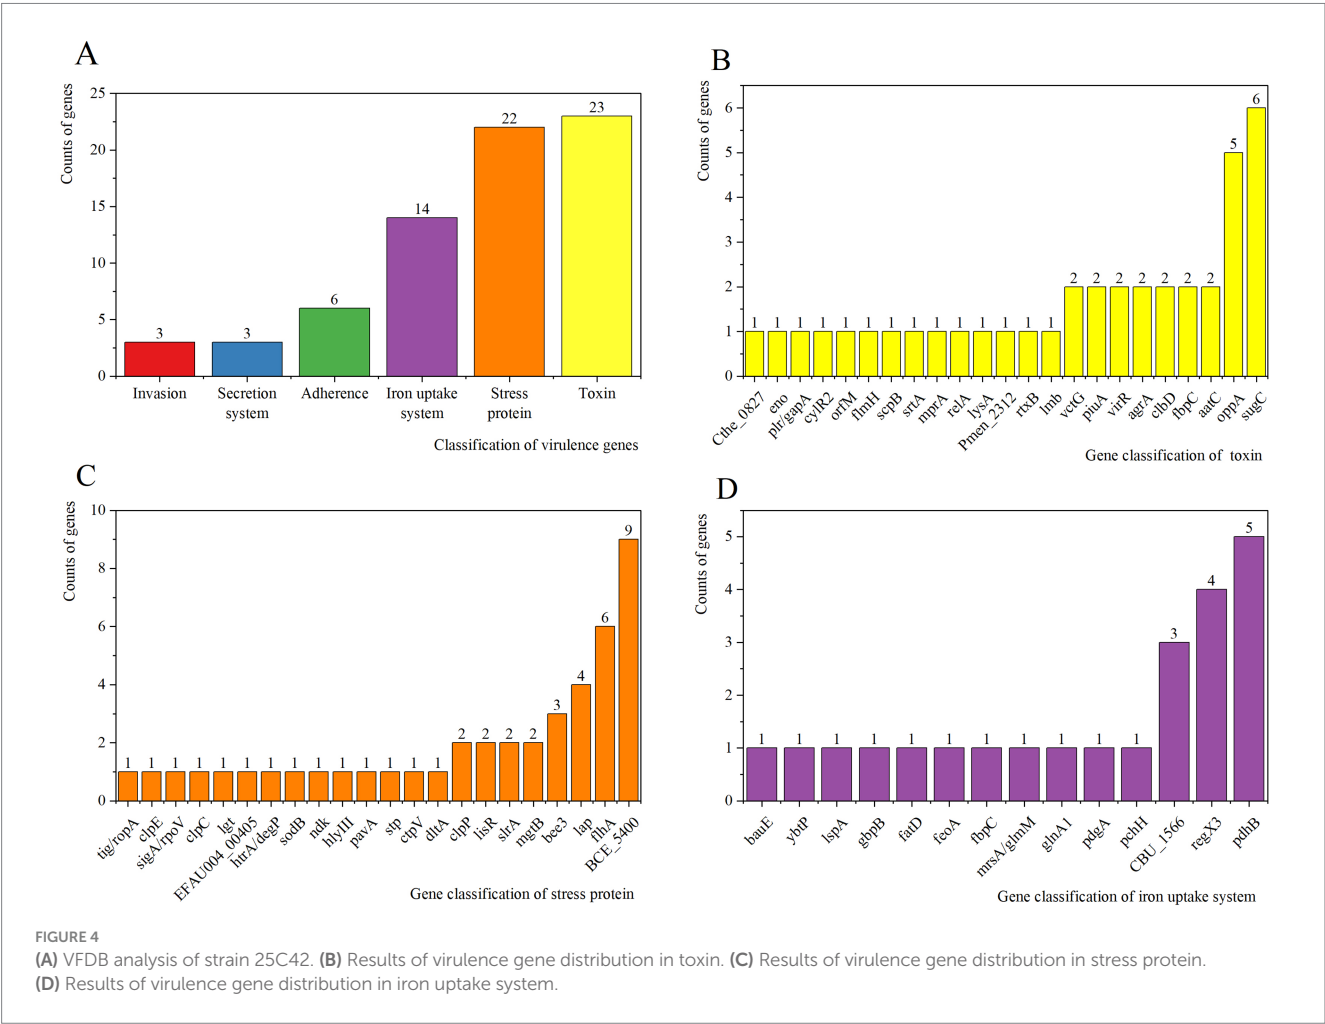 A
Counts of genes
25
20
15
10
5
0
3
3
6
14
22
23
Invasion
Secretion
system
Adherence
Iron uptake
system
Stress
protein
Toxin
Classification of virulence genes
B
Counts of genes
6
5
4
3
2
1
0
1 1 1 1 1 1 1 1 1 1 1 1 1 1 2 2 2 2 2 2 2 5 6
Cthe_0827
eno
plr/gapA
cylR2
orfM
flmH
scpB
srtA
mprA
relA
lysA
Pmen_2312
rtxB
lmb
vctG
piuA
virR
agrA
clbD
fbpC
aatC
oppA
sugC
Gene classification of toxin
C
Counts of genes
10
8
6
4
2
0
1 1 1 1 1 1 1 1 1 1 1 1 1 1 2 2 2 2 3 4 6 9
tig/ropA
clpE
sigA/rpoV
clpC
lgt
EFAU004_00405
htrA/degP
sodB
ndk
hlyIII
pavA
stp
ctpV
dltA
clpP
lisR
slrA
mgtB
bee3
lap
flhA
BCE_5400
Gene classification of stress protein
D
Counts of genes
5
4
3
2
1
0
1 1 1 1 1 1 1 1 1 1 1 3 4 5
bauE
ybtP
lspA
gbpB
fatD
feoA
fbpC
mrsA/glmM
glnA1
pdgA
pchH
CBU_1566
regX3
pdhB
Gene classification of iron uptake system
FIGURE 4
(A) VFDB analysis of strain 25C42. (B) Results of virulence gene distribution in toxin. (C) Results of virulence gene distribution in stress protein.
(D) Results of virulence gene distribution in iron uptake system.